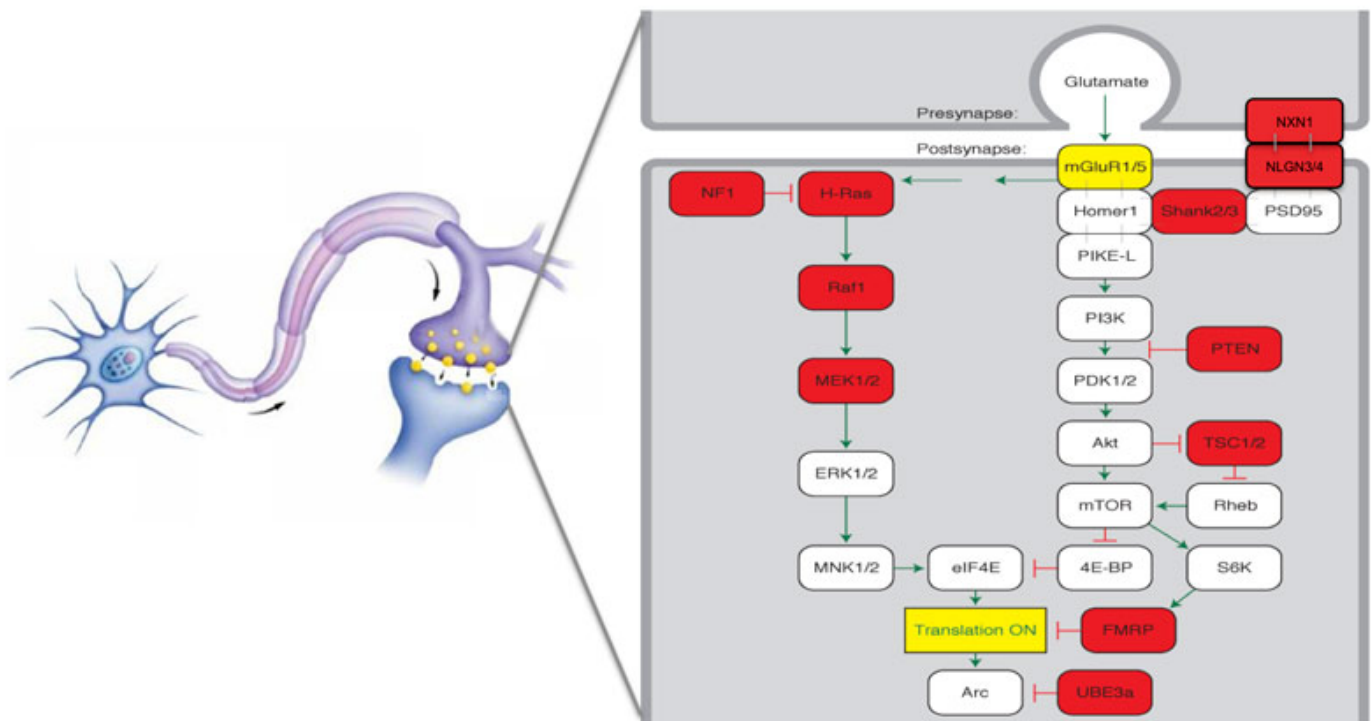 Glutamate
Presynapse:
NXN1
Postsynapse:
mGluR1/5
NLGN3/4
NF1
H-Ras
Homer1
Shank2/3
PSD95
PIKE-L
Raf1
PI3K
PTEN
MEK1/2
PDK1/2
Akt
TSC1/2
ERK1/2
mTOR
Rheb
MNK1/2
eIF4E
4E-BP
S6K
Translation ON
FMRP
Arc
UBE3a